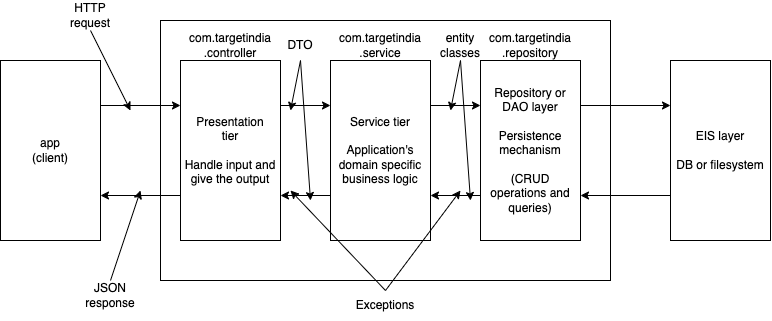 HTTP
request
com.targetindia
.controller
DTO
com.targetindia
.service
entity
classes
com.targetindia
.repository
app
(client)
Presentation
tier
Handle input and
give the output
Service tier
Application's
domain specific
business logic
Repository or
DAO layer
Persistence
mechanism
(CRUD
operations and
queries)
EIS layer
DB or filesystem
JSON
response
Exceptions